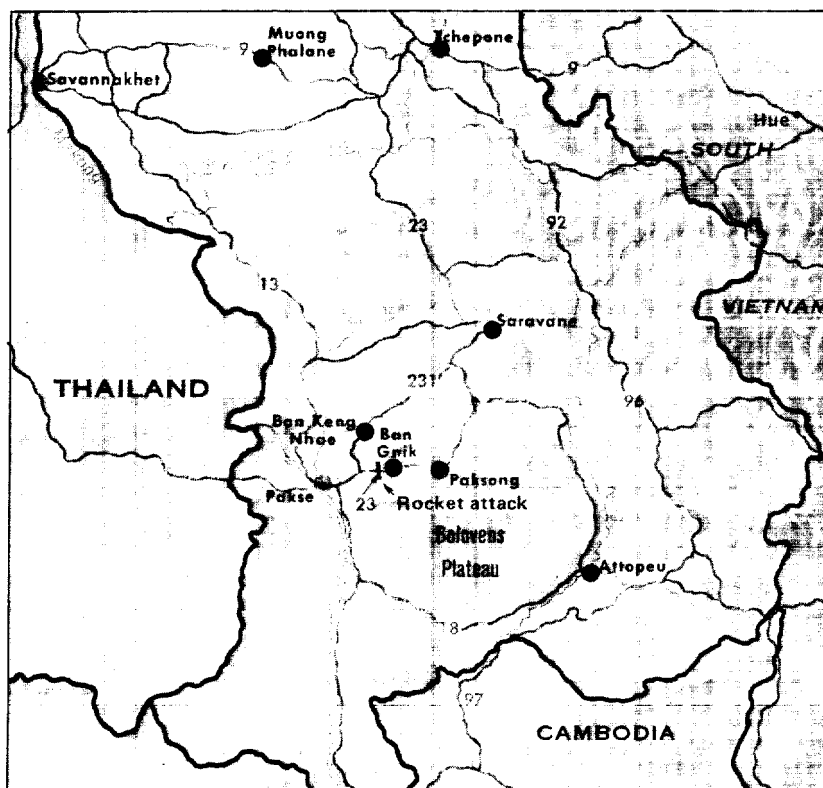 Muong
Phalane
Tchepone
9
9
Savannakhet
Hue
SOUTH
23
92
13
VIETNAM
Saravane
THAILAND
231
96
Ban Keng
Nhae
Ban
Gnik
Pakse
23
Paksong
Rocket attack
Bolovens
Plateau
Attopeu
8
97
CAMBODIA